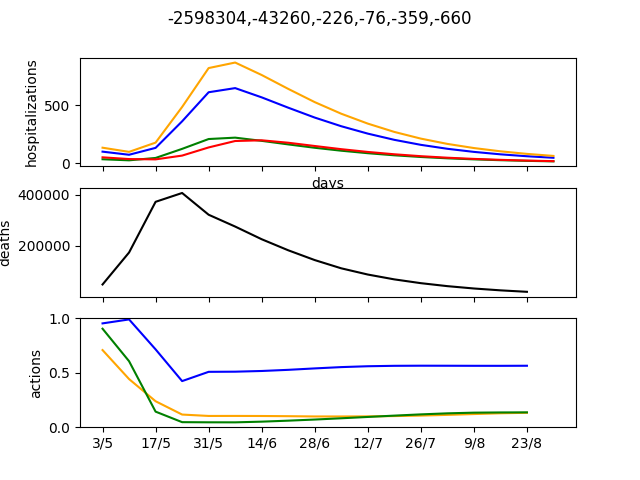 -2598304,-43260,-226,-76,-359,-660
hospitalizations
500
0
days
deaths
400000
200000
actions
1.0
0.5
0.0
3/5 17/5 31/5 14/6 28/6 12/7 26/7 9/8 23/8